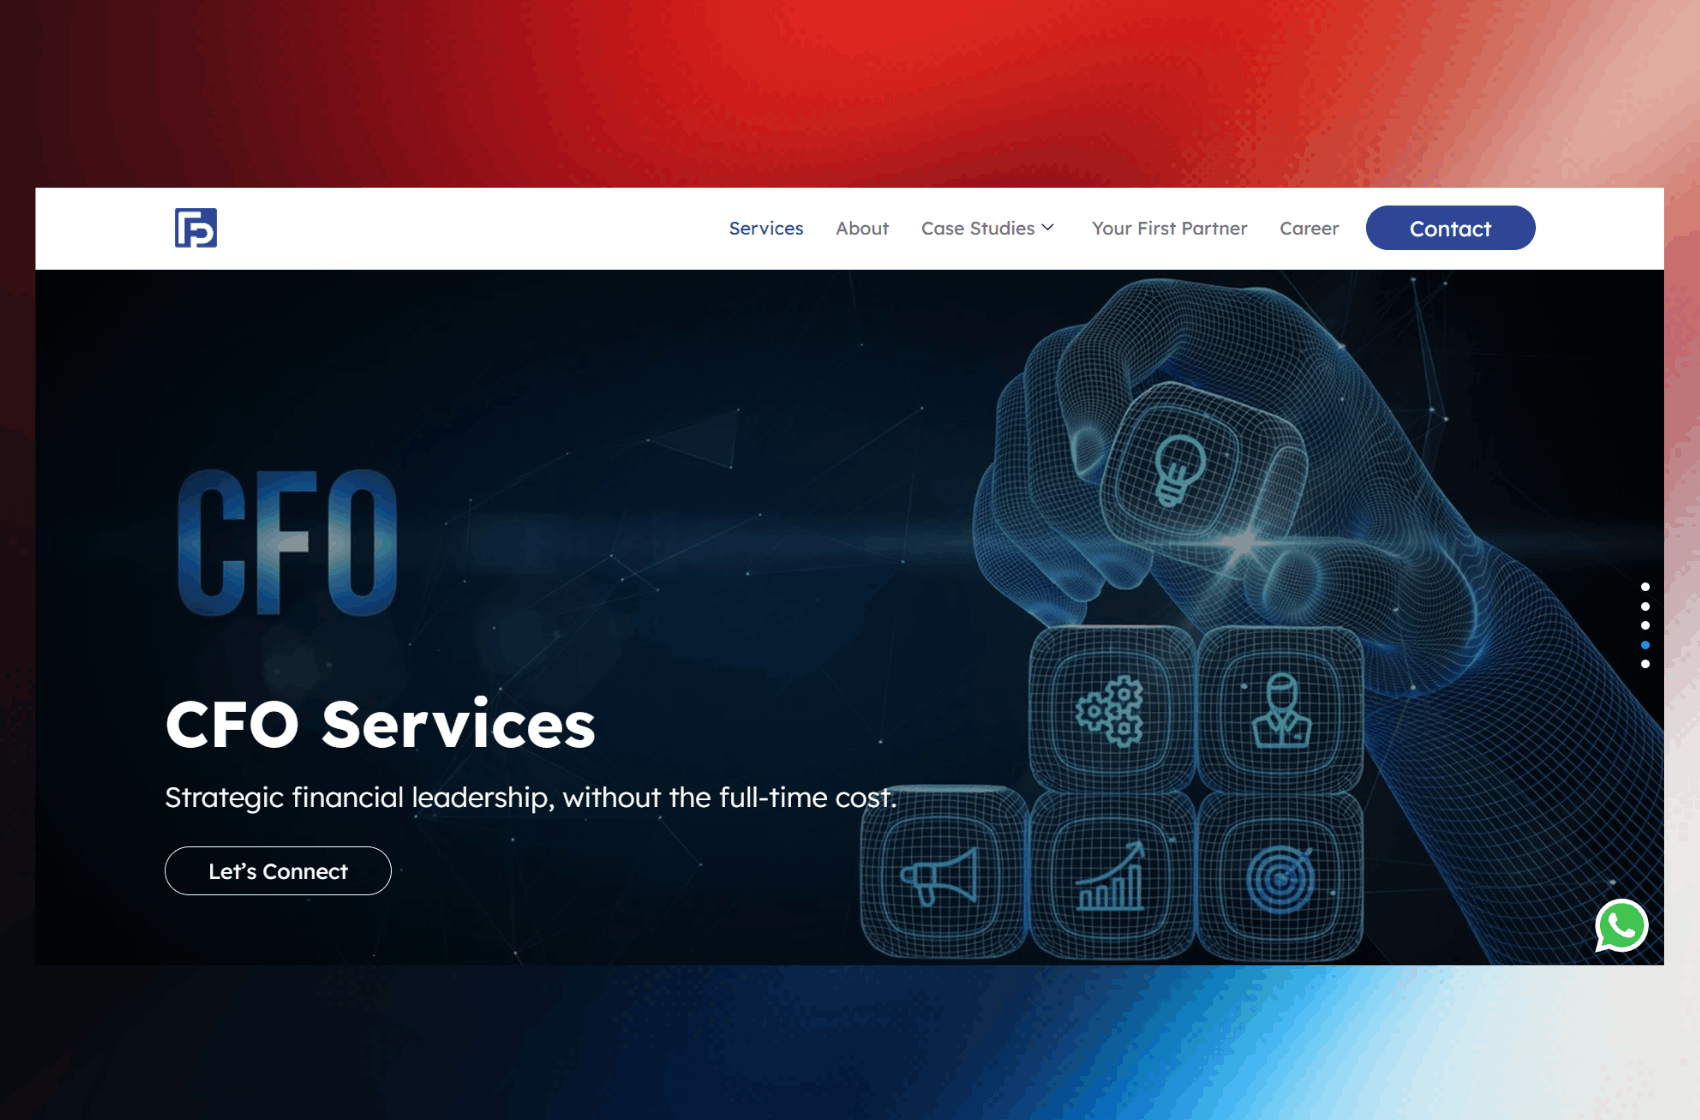 FP
Services About Case Studies Your First Partner Career Contact
CFO
CFO Services
Strategic financial leadership, without the full-time cost.
Let’s Connect